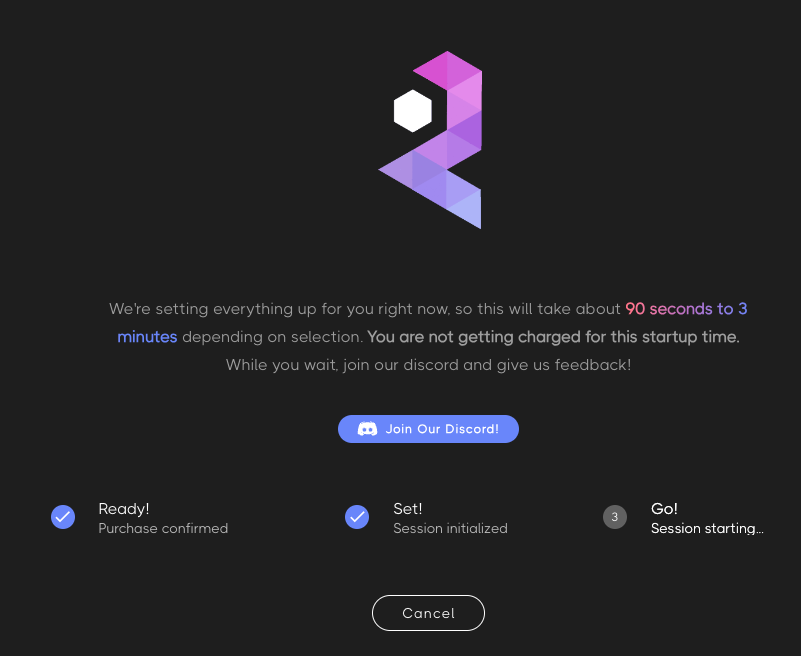 We're setting everything up for you right now, so this will take about 90 seconds to 3
minutes depending on selection. You are not getting charged for this startup time.
While you wait, join our discord and give us feedback!
Join Our Discord!
Ready!
Purchase confirmed
Set!
Session initialized
3
Go!
Session starting...
Cancel